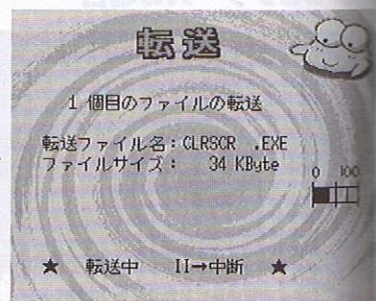 転送
1 個目のファイルの転送
転送ファイル名：CLRSCR .EXE
ファイルサイズ： 34 KByte
0 100
★ 転送中 II→中断 ★